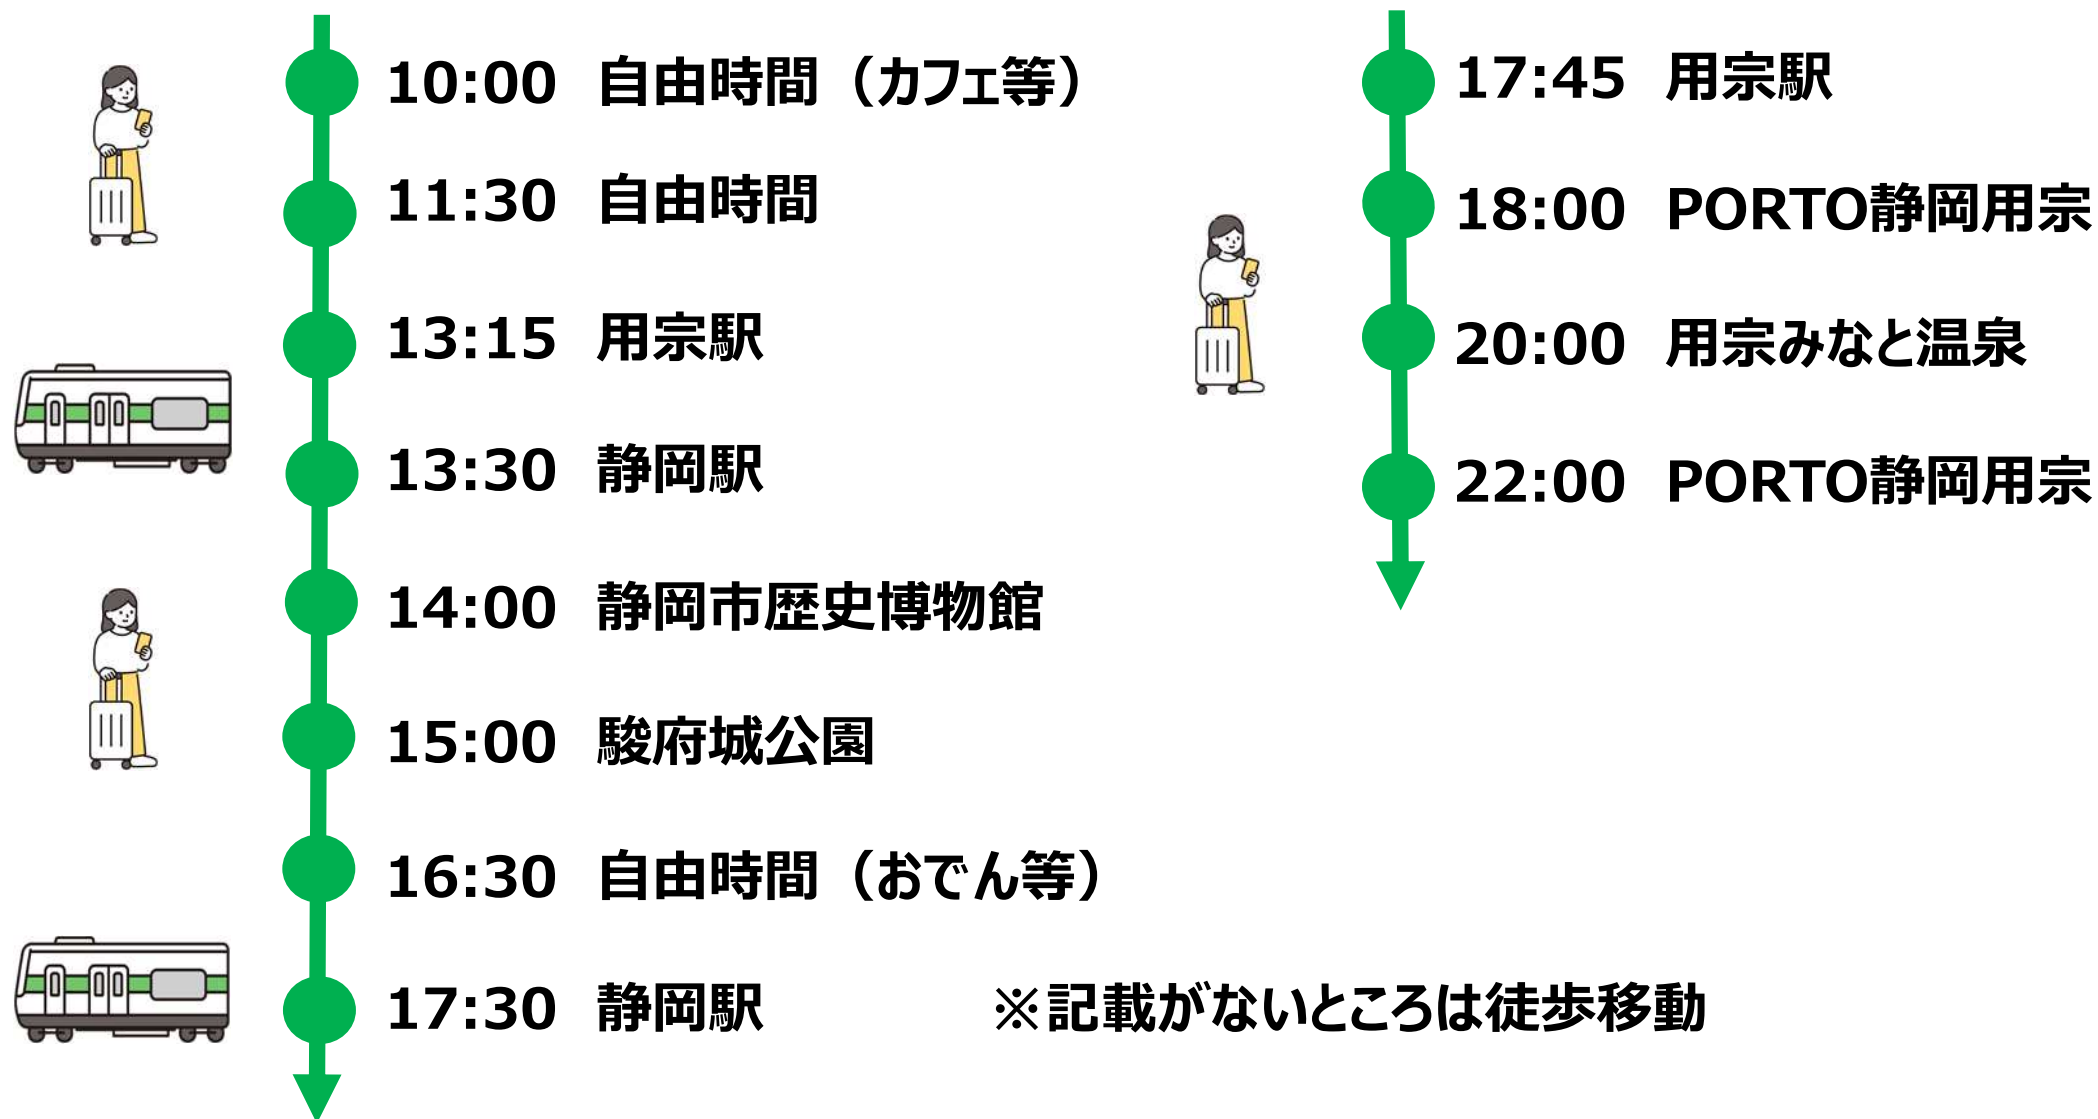 10:00 自由時間（カフェ等）
11:30 自由時間
13:15 用宗駅
13:30 静岡駅
14:00 静岡市歴史博物館
15:00 駿府城公園
16:30 自由時間（おでん等）
17:30 静岡駅
17:45 用宗駅
18:00 PORTO静岡用宗
20:00 用宗みなと温泉
22:00 PORTO静岡用宗
※記載がないところは徒歩移動